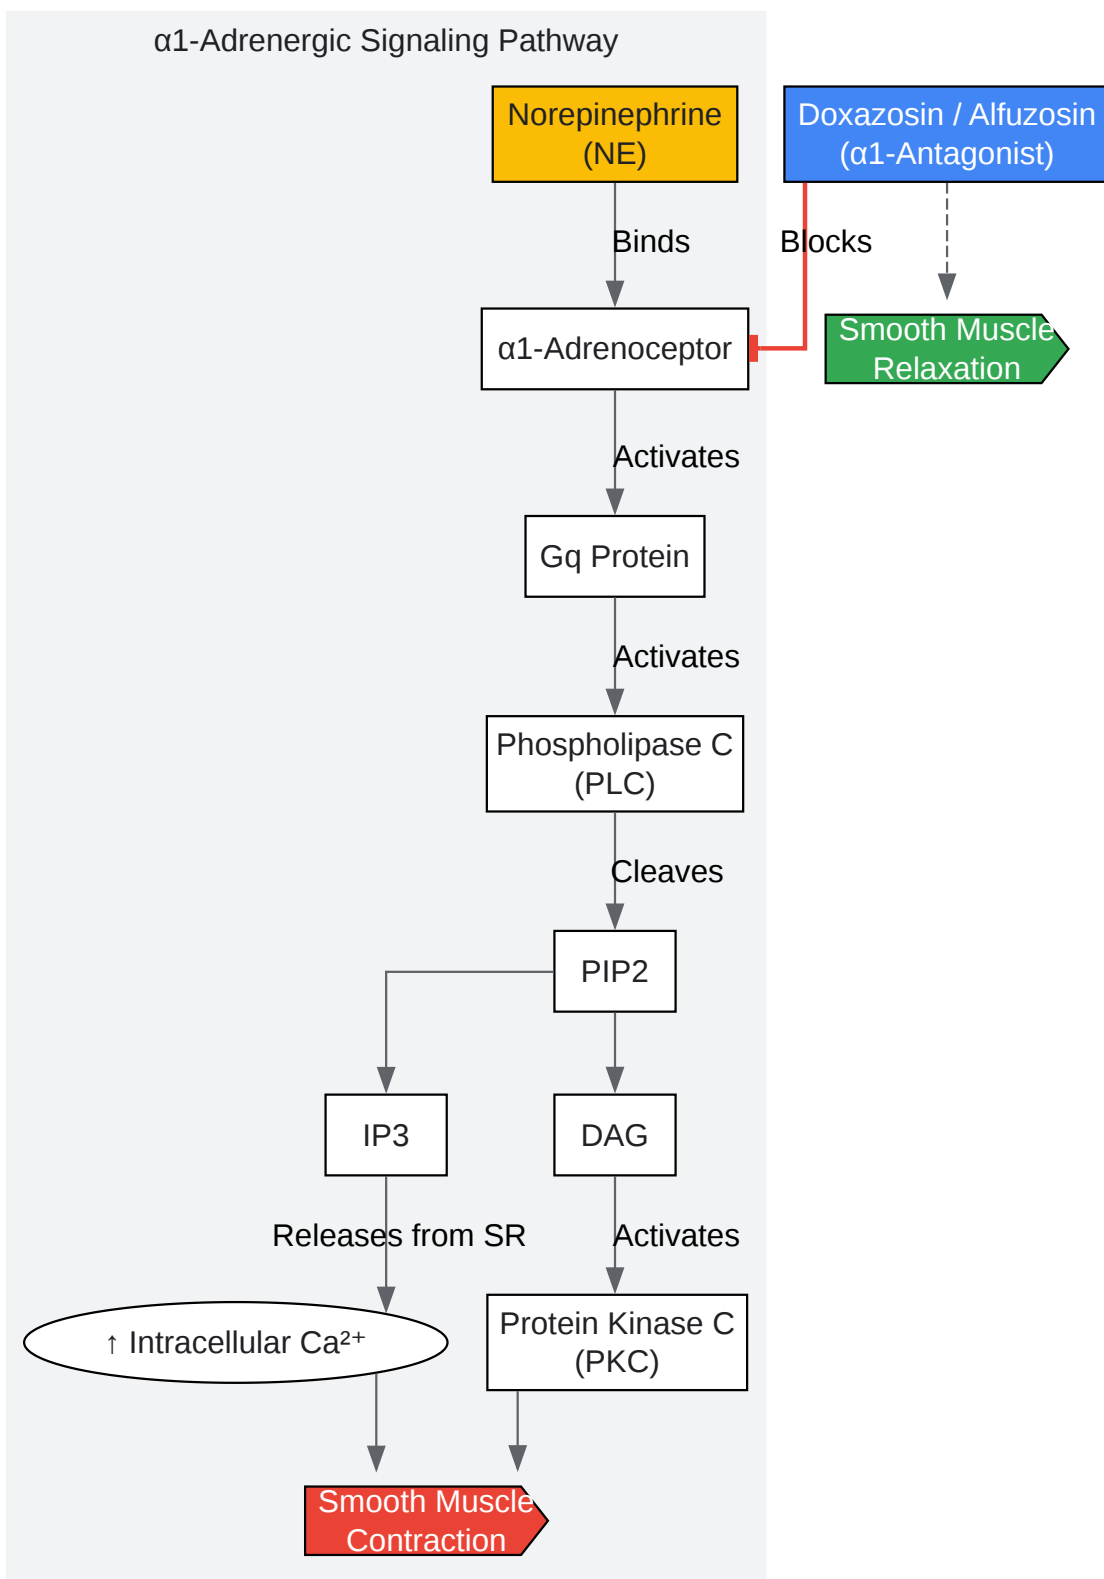 α1-Adrenergic Signaling Pathway
Norepinephrine
(NE)
Doxazosin / Alfuzosin
(α1-Antagonist)
Binds
Blocks
α1-Adrenoceptor
Smooth Muscle
Relaxation
Activates
Gq Protein
Activates
Phospholipase C
(PLC)
Cleaves
PIP2
IP3
DAG
Releases from SR
Activates
↑ Intracellular Ca²⁺
Protein Kinase C
(PKC)
Smooth Muscle
Contraction